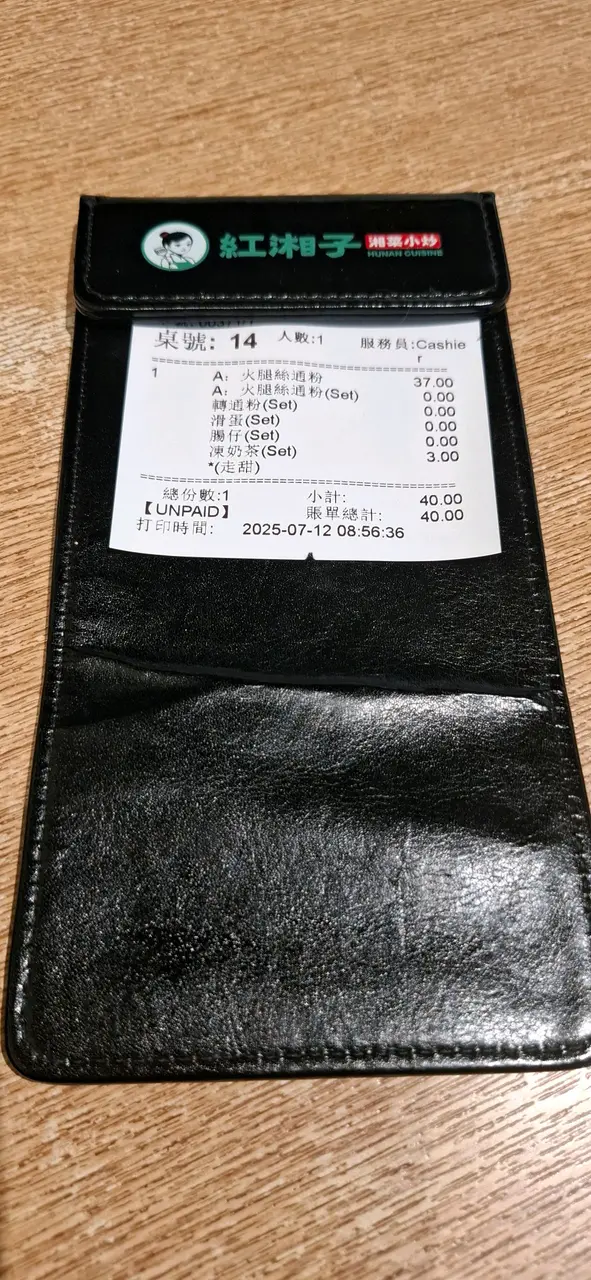 紅湘子 湘菜小炒
HUNAN CUISINE
桌號: 14 人數:1 服務員:Cashie
r
1 A: 火腿絲通粉 37.00
A: 火腿絲通粉(Set) 0.00
轉通粉(Set) 0.00
滑蛋(Set) 0.00
腸仔(Set) 0.00
凍奶茶(Set) 3.00
*(走甜)
總份數:1 小計: 40.00
【UNPAID】 賬單總計: 40.00
打印時間: 2025-07-12 08:56:36